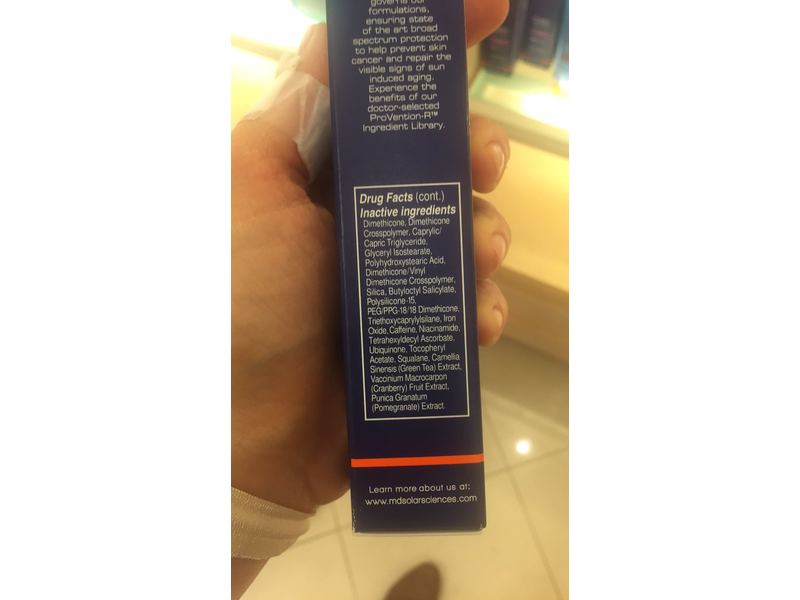 governs our
formulations,
ensuring state
of the art broad
spectrum protection
to help prevent skin
cancer and repair the
visible signs of sun
induced aging.
Experience the
benefits of our
doctor-selected
ProVention-R™
Ingredient Library.
Drug Facts (cont.)
Inactive ingredients
Dimethicone, Dimethicone
Crosspolymer, Caprylic/
Capric Triglyceride,
Glyceryl Isostearate,
Polyhydroxystearic Acid,
Dimethicone/Vinyl
Dimethicone Crosspolymer,
Silica, Butyloctyl Salicylate,
Polysilicone-15,
PEG/PPG-18/18 Dimethicone,
Triethoxycaprylylsilane, Iron
Oxide, Caffeine, Niacinamide,
Tetrahexyldecyl Ascorbate,
Ubiquinone, Tocopheryl
Acetate, Squalane, Camellia
Sinensis (Green Tea) Extract,
Vaccinium Macrocarpon
(Cranberry) Fruit Extract,
Punica Granatum
(Pomegranate) Extract.
Learn more about us at:
www.mdsolarsciences.com